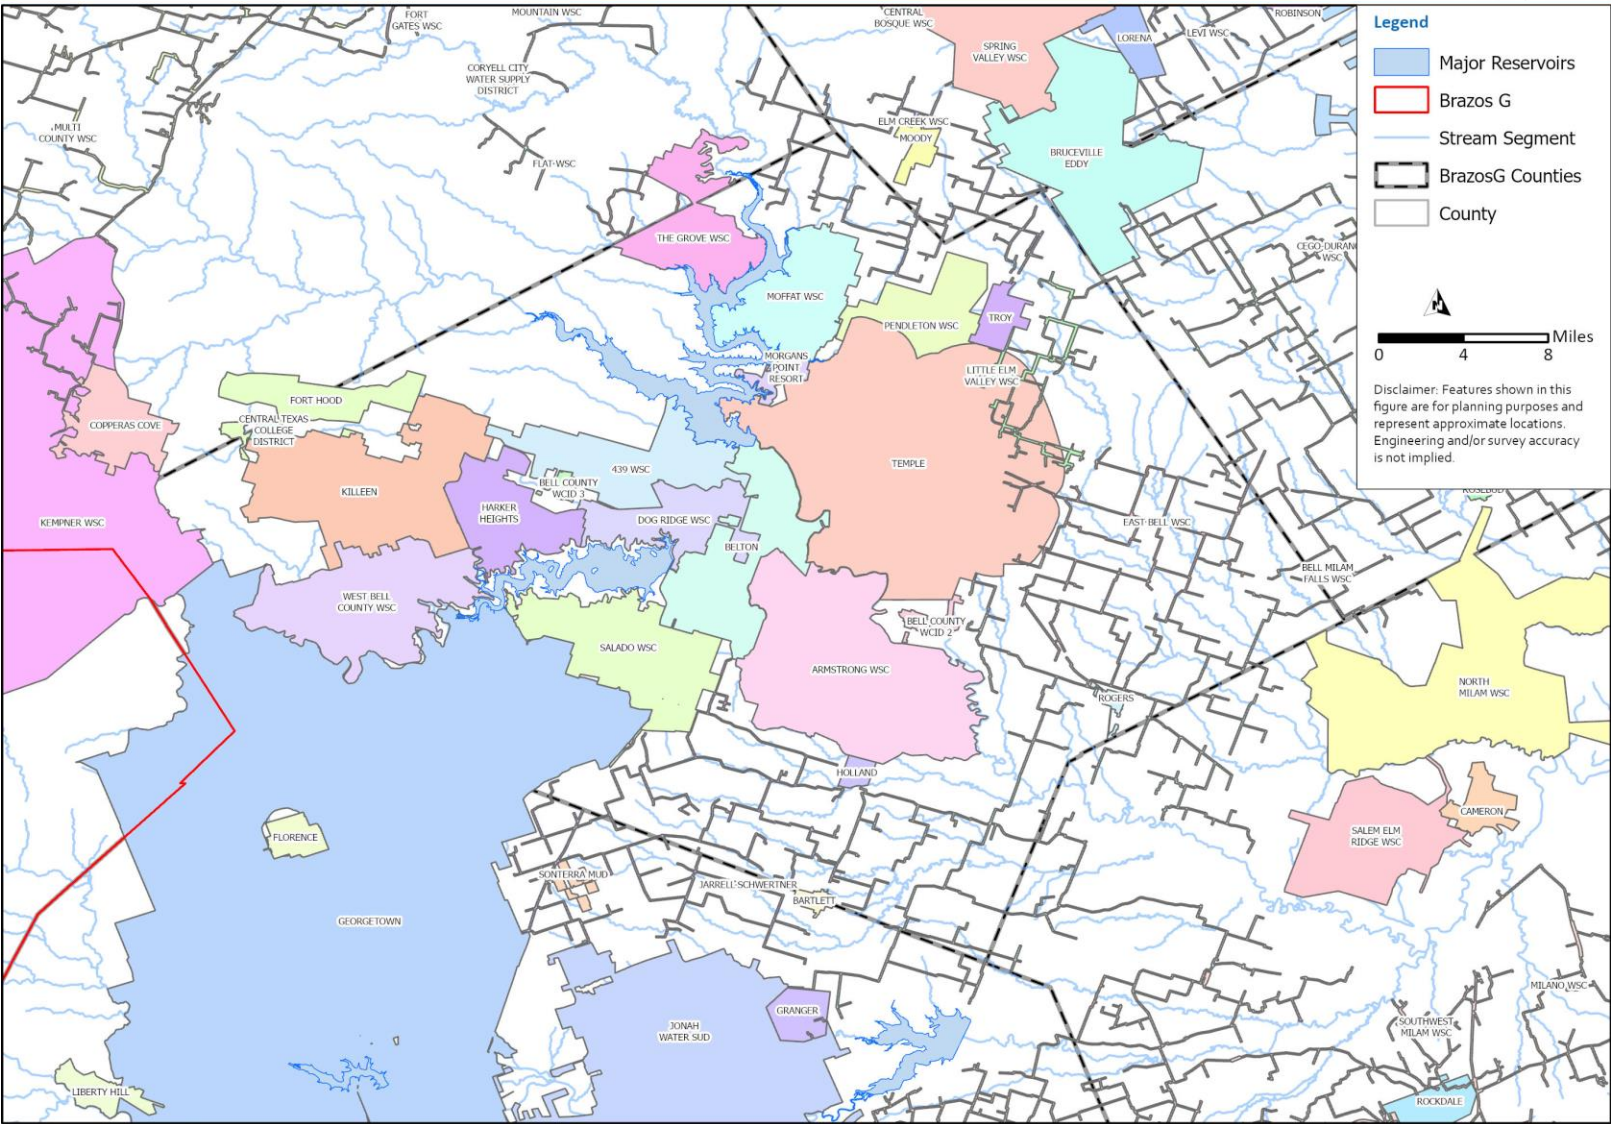 FORT
GATES WSC
MOUNTAIN WSC
CENTRAL
BOSQUE WSC
ROBINSON
LEVI WSC
LORENA
SPRING
VALLEY WSC
CORYELL CITY
WATER SUPPLY
DISTRICT
MULTI
COUNTY WSC
FLAT-WSC
ELM CREEK WSC
MOODY
BRUCEVILLE
EDDY
THE GROVE WSC
CEGO-DURANG
WSC
MOFFAT WSC
PENDLETON WSC
TROY
MORGANS
POINT
RESORT
LITTLE ELM
VALLEY WSC
FORT HOOD
COPPERAS COVE
CENTRAL TEXAS
COLLEGE
DISTRICT
TEMPLE
439 WSC
KILLEEN
BELL COUNTY
WCID 3
ROSEBUD
HARKER
HEIGHTS
DOG RIDGE WSC
KEMPNER WSC
EAST BELL WSC
BELTON
BELL MILAM
FALLS WSC
WEST BELL
COUNTY WSC
BELL COUNTY
WCID 2
SALADO WSC
ARMSTRONG WSC
NORTH
MILAM WSC
ROGERS
HOLLAND
CAMERON
SALEM ELM
RIDGE WSC
FLORENCE
SONTERRA MUD
JARRELL-SCHWERTNER
BARTLETT
GEORGETOWN
MILANO WSC
GRANGER
JONAH
WATER SUD
SOUTHWEST
MILAM WSC
LIBERTY HILL
ROCKDALE
Legend
Major Reservoirs
Brazos G
Stream Segment
BrazosG Counties
County
N
Miles
0 4 8
Disclaimer: Features shown in this
figure are for planning purposes and
represent approximate locations.
Engineering and/or survey accuracy
is not implied.